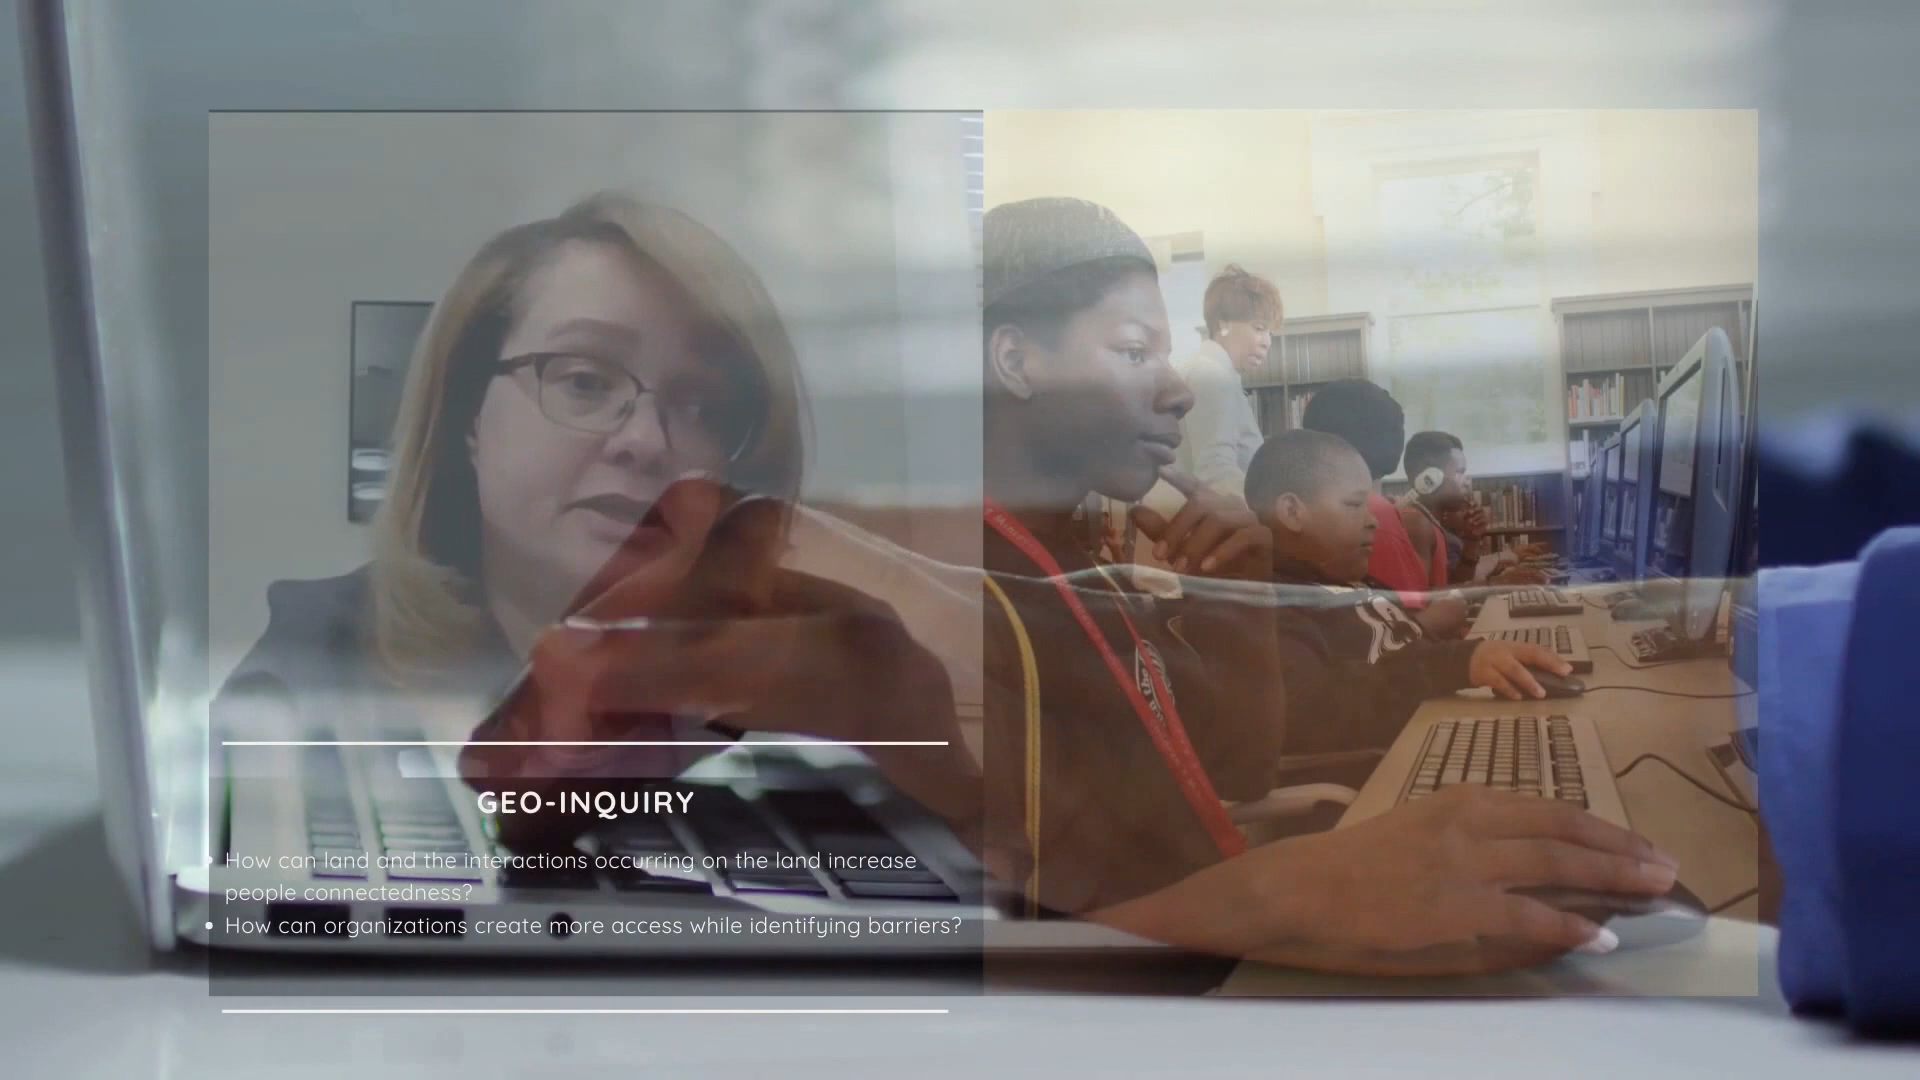 GEO-INQUIRY
• How can land and the interactions occurring on the land increase
people connectedness?
• How can organizations create more access while identifying barriers?